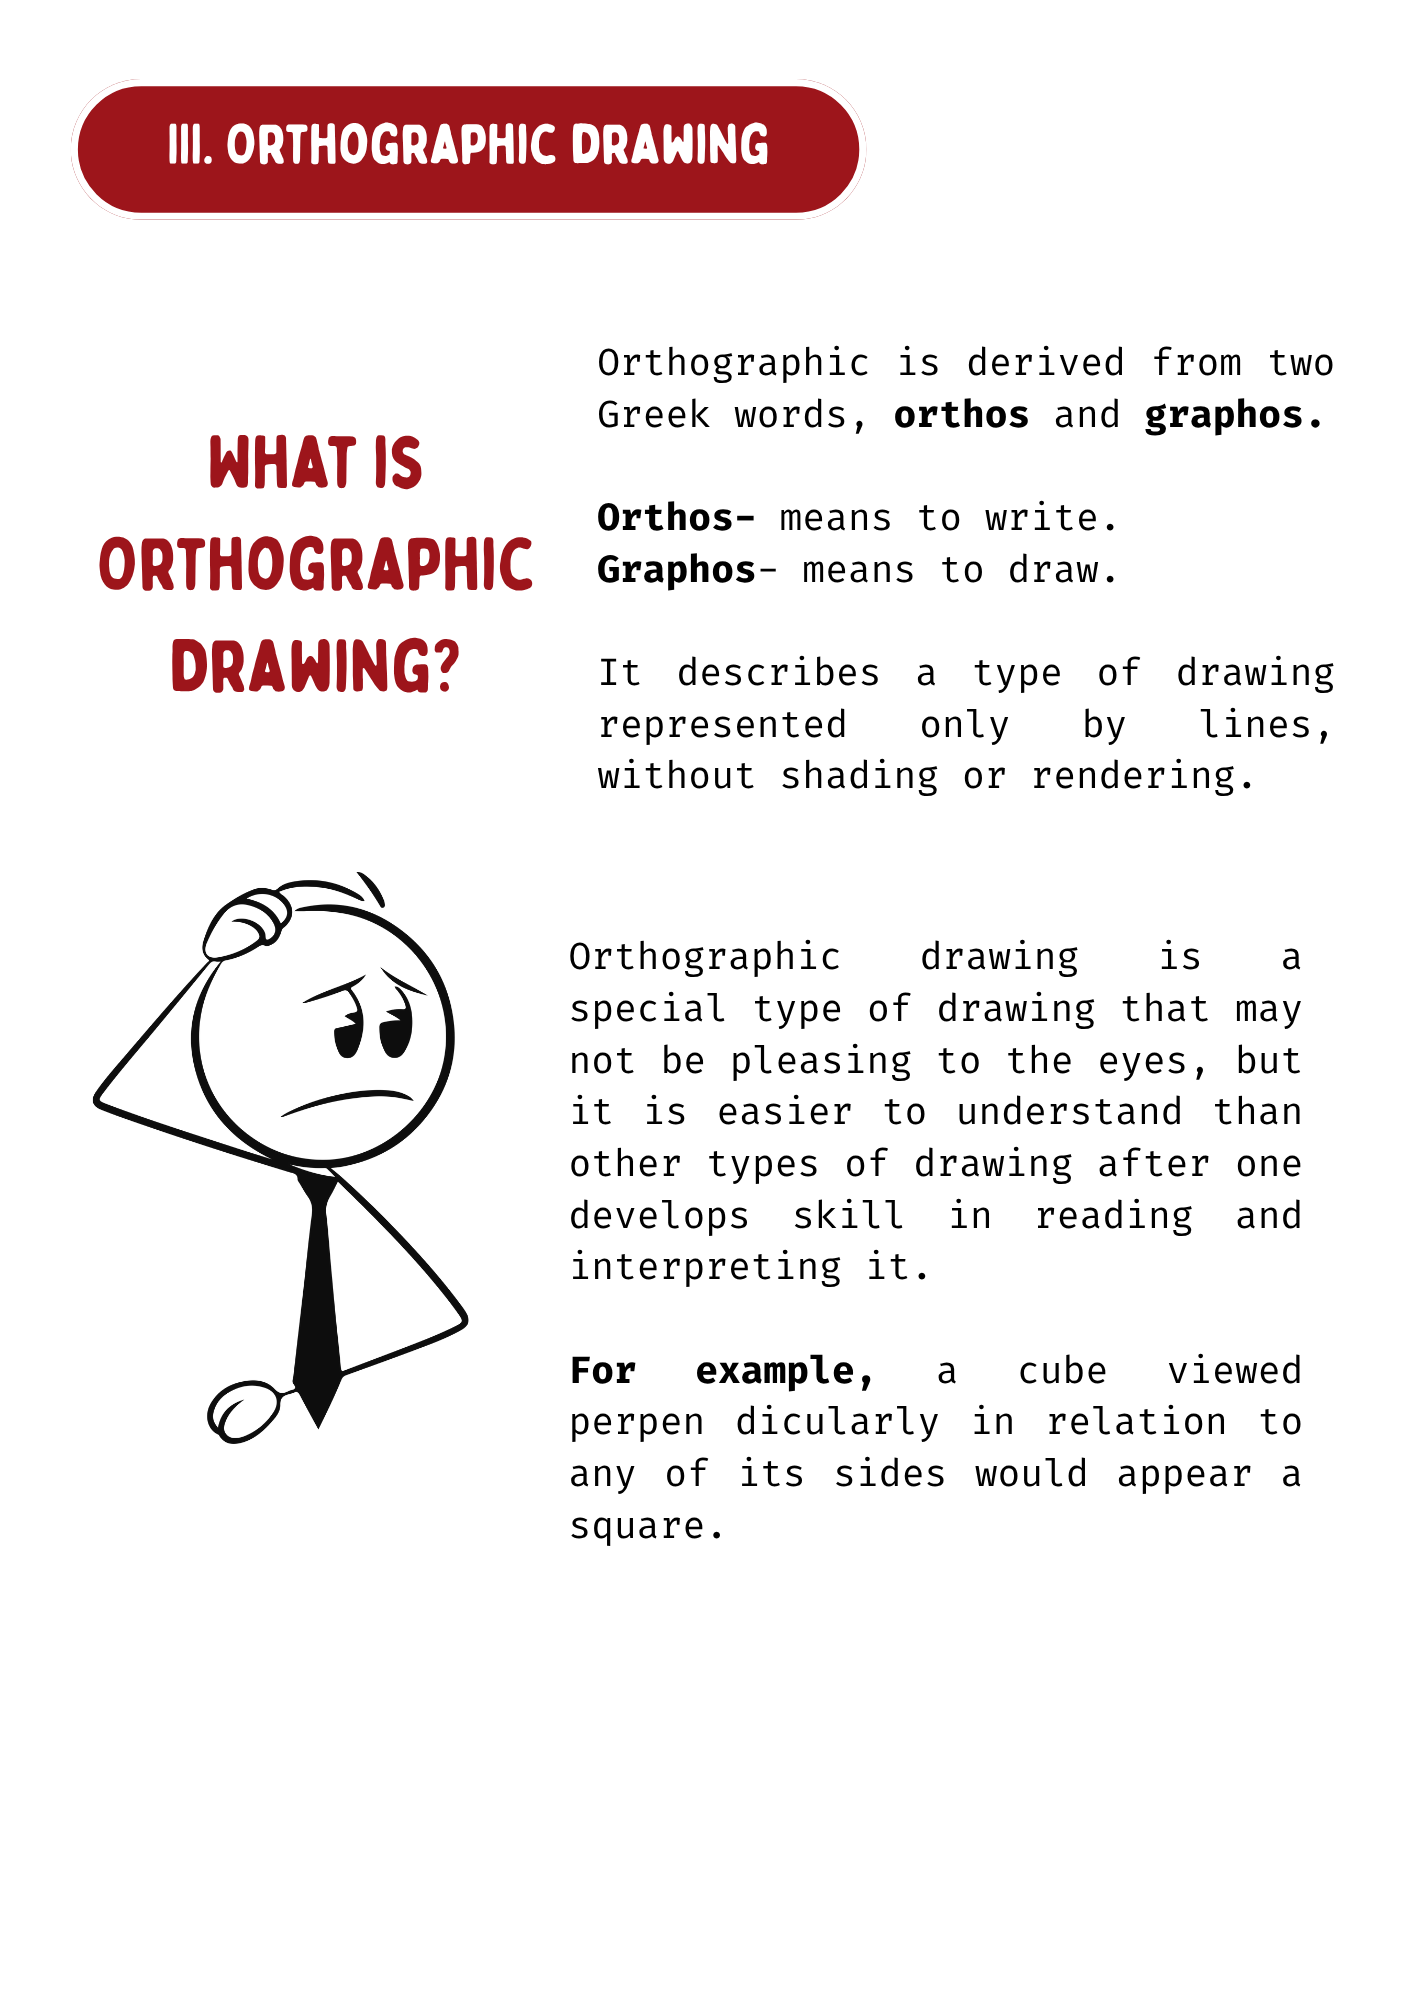 III. ORTHOGRAPHIC DRAWING
WHAT IS
ORTHOGRAPHIC
DRAWING?
Orthographic is derived from two
Greek words, orthos and graphos.
Orthos- means to write.
Graphos- means to draw.
It describes a type of drawing
represented only by lines,
without shading or rendering.
Orthographic drawing is a
special type of drawing that may
not be pleasing to the eyes, but
it is easier to understand than
other types of drawing after one
develops skill in reading and
interpreting it.
For example, a cube viewed
perpen dicularly in relation to
any of its sides would appear a
square.